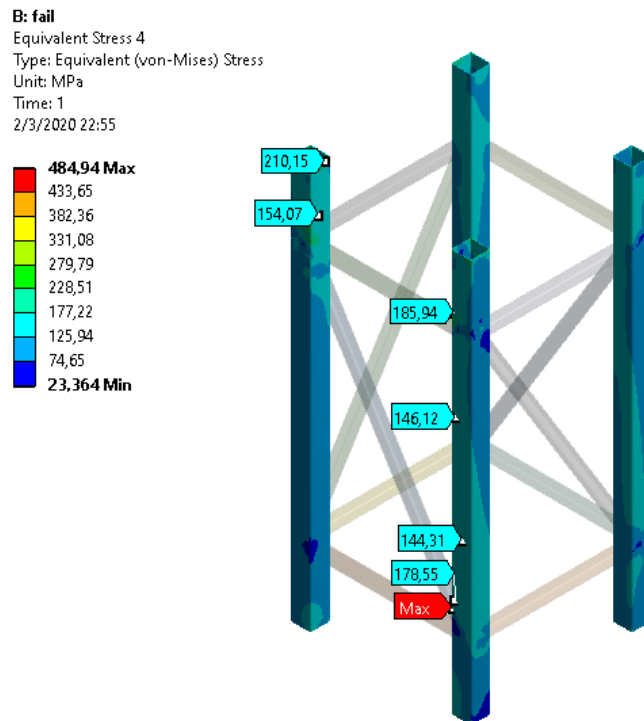 B: fail
Equivalent Stress 4
Type: Equivalent (von-Mises) Stress
Unit: MPa
Time: 1
2/3/2020 22:55
484,94 Max
433,65
382,36
331,08
279,79
228,51
177,22
125,94
74,65
23,364 Min
210,15
154,07
185,94
146,12
144,31
178,55
Max